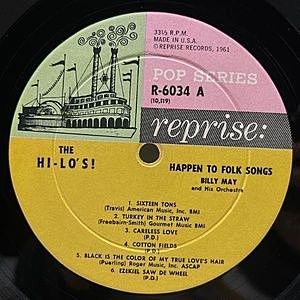 33⅓ R.P.M.
MADE IN U.S.A.
© REPRISE RECORDS, 1961
POP SERIES
R-6034 A
(10,119)
reprise:
THE
HI-LO'S!
HAPPEN TO FOLK SONGS
BILLY MAY
and His Orchestra
1. SIXTEEN TONS
(Travis) American Music, Inc. BMI
2. TURKEY IN THE STRAW
(Freebairn-Smith) Gourmet Music BMI
3. CARELESS LOVE
(P.D.)
4. COTTON FIELDS
(P.D.)
5. BLACK IS THE COLOR OF MY TRUE LOVE'S HAIR
(Puerling) Roger Music, Inc. ASCAP
6. EZEKIEL SAW DE WHEEL
(P.D.)